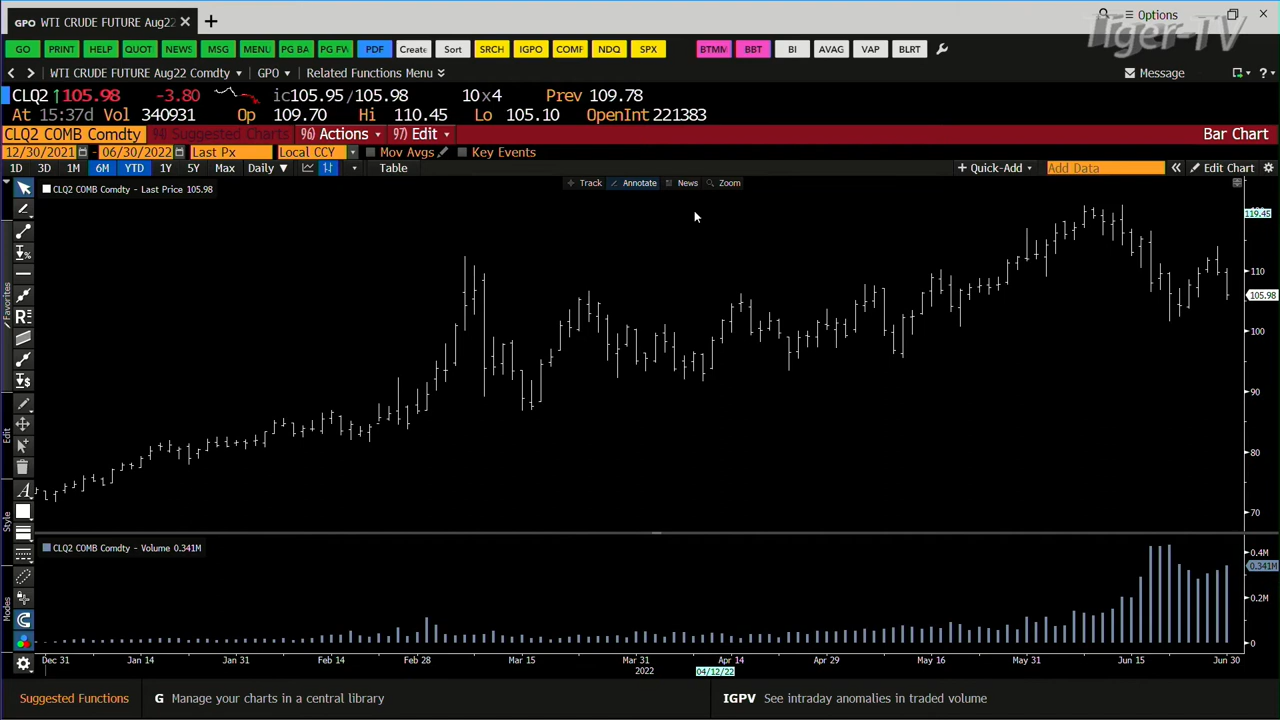 GPO WTI CRUDE FUTURE Aug22
Options
Tiger-TV
GO PRINT HELP QUOT NEWS MSG MENU PG BA PG FW PDF Create Sort SRCH IGPO COMF NDQ SPX BTMM BBT BI AVAG VAP BLRT
WTI CRUDE FUTURE Aug22 Comdty GPO Related Functions Menu Message
CLQ2 ↑105.98 -3.80 ic105.95/105.98 10x4 Prev 109.78
At 15:37d Vol 340931 Op 109.70 Hi 110.45 Lo 105.10 OpenInt 221383
CLQ2 COMB Comdty 94) Suggested Charts 96) Actions 97) Edit Bar Chart
12/30/2021 - 06/30/2022 Last Px Local CCY Mov Avgs Key Events
1D 3D 1M 6M YTD 1Y 5Y Max Daily Table + Quick-Add Add Data Edit Chart
Track Annotate News Zoom
CLQ2 COMB Comdty - Last Price 105.98
119.45
110
105.98
100
90
80
70
Favorites
Edit
Style
Modes
CLQ2 COMB Comdty - Volume 0.341M
0.4M
0.341M
0.2M
0
Dec 31 Jan 14 Jan 31 Feb 14 Feb 28 Mar 15 Mar 31 Apr 14 Apr 29 May 16 May 31 Jun 15 Jun 30
2022 04/12/22
Suggested Functions G Manage your charts in a central library IGPV See intraday anomalies in traded volume